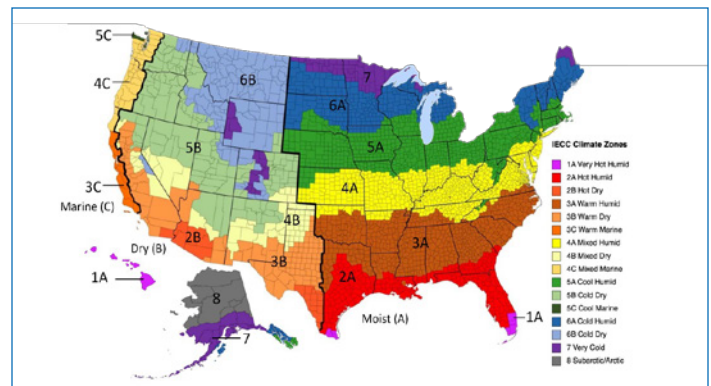 5C
4C
6B
7
6A
5B
5A
4A
3C
Marine (C)
4B
Dry (B)
2B
3B
3A
1A
2A
8
Moist (A)
1A
7
IECC Climate Zones
1A Very Hot Humid
2A Hot Humid
2B Hot Dry
3A Warm Humid
3B Warm Dry
3C Warm Marine
4A Mixed Humid
4B Mixed Dry
4C Mixed Marine
5A Cool Humid
5B Cold Dry
5C Cool Marine
6A Cold Humid
6B Cold Dry
7 Very Cold
8 Subarctic/Arctic